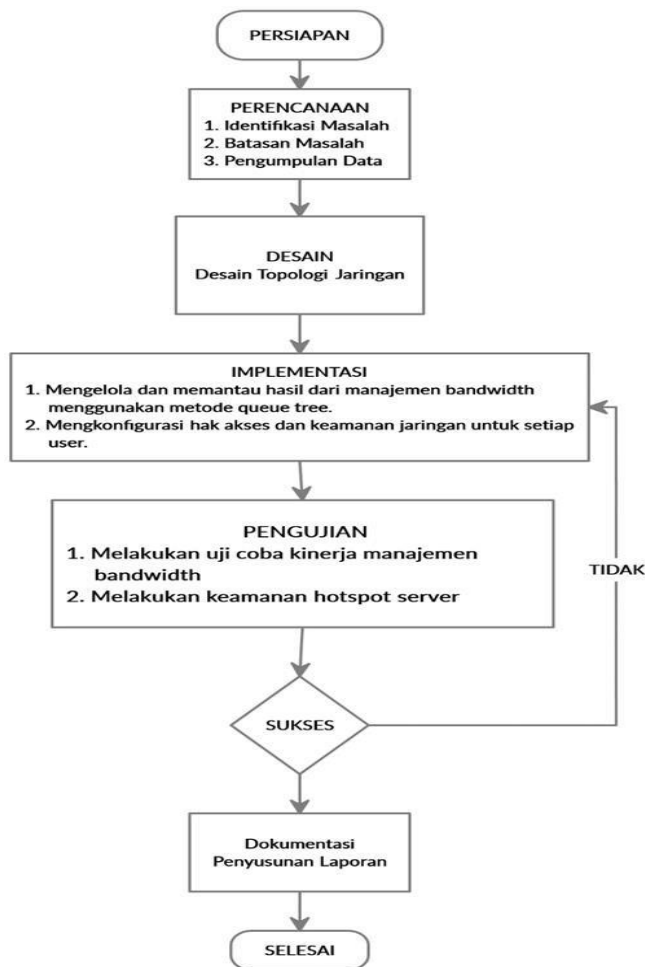 PERSIAPAN
PERENCANAAN
1. Identifikasi Masalah
2. Batasan Masalah
3. Pengumpulan Data
DESAIN
Desain Topologi Jaringan
IMPLEMENTASI
1. Mengelola dan memantau hasil dari manajemen bandwidth
menggunakan metode queue tree.
2. Mengkonfigurasi hak akses dan keamanan jaringan untuk setiap
user.
PENGUJIAN
1. Melakukan uji coba kinerja manajemen
bandwidth
2. Melakukan keamanan hotspot server
TIDAK
SUKSES
Dokumentasi
Penyusunan Laporan
SELESAI